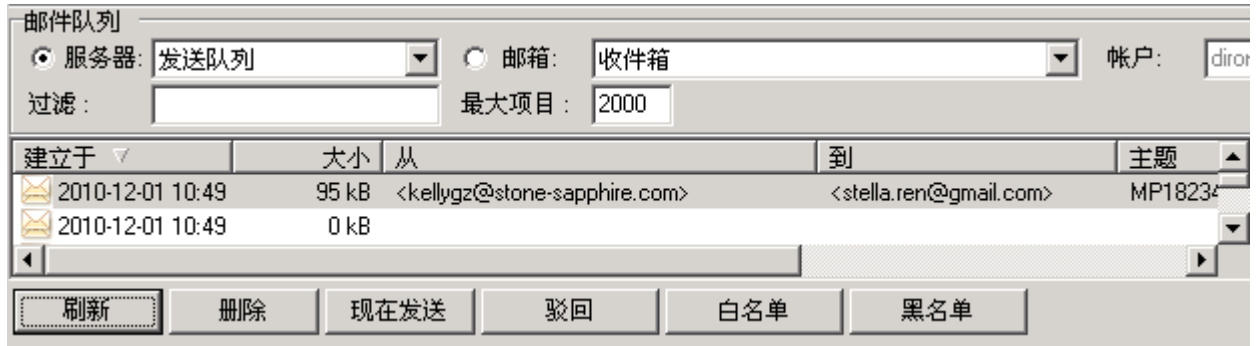 邮件队列
服务器: 发送队列 邮箱: 收件箱 帐户: diror
过滤 : 最大项目 : 2000
建立于 大小 从 到 主题
2010-12-01 10:49 95 kB <kellygz@stone-sapphire.com> <stella.ren@gmail.com> MP18234
2010-12-01 10:49 0 kB
刷新 册除 现在发送 驳回 白名单 黑名单